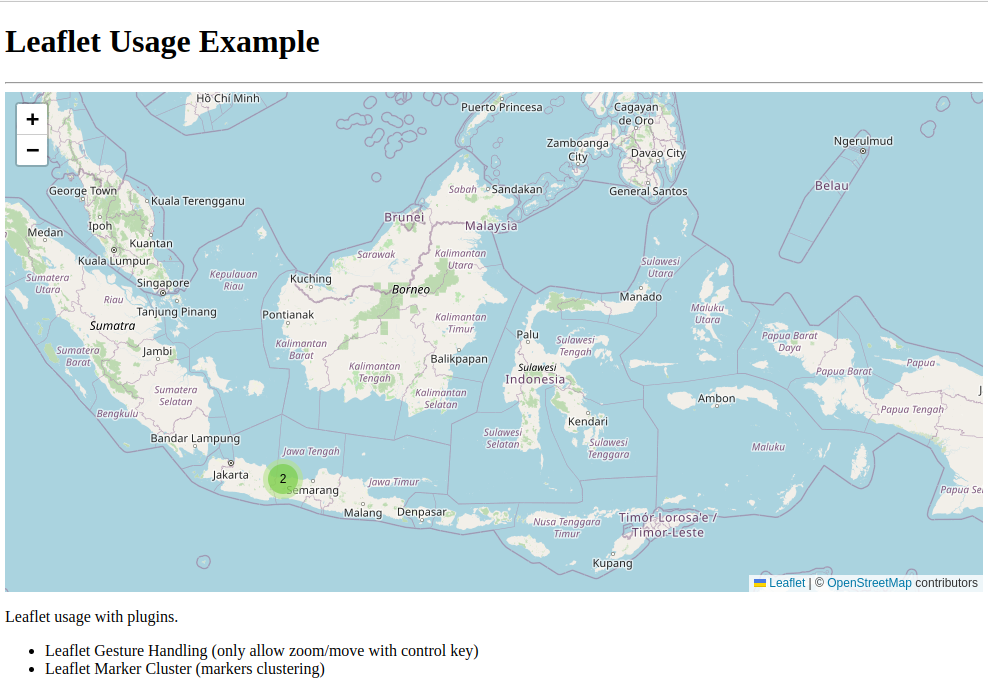 Leaflet Usage Example
+
−
Hồ Chí Minh
Puerto Princesa
Cagayan
de Oro
Zamboanga
City
Davao City
Ngerulmud
Belau
George Town
Kuala Terengganu
Sabah
Sandakan
General Santos
Brunei
Malaysia
Ipoh
Medan
Kuantan
Kuala Lumpur
Sarawak
Kalimantan
Utara
Sulawesi
Utara
Sumatera
Utara
Kepulauan
Riau
Singapore
Kuching
Borneo
Riau
Tanjung Pinang
Manado
Maluku
Utara
Sumatra
Pontianak
Kalimantan
Timur
Palu
Papua Barat
Daya
Kalimantan
Barat
Sulawesi
Tengah
Sumatera
Barat
Jambi
Balikpapan
Papua
Kalimantan
Tengah
Sulawesi
Indonesia
Papua Barat
Sumatera
Selatan
Kalimantan
Selatan
Ambon
Papua Tengah
Bengkulu
Kendari
Bandar Lampung
Sulawesi
Selatan
Sulawesi
Tenggara
Maluku
Jawa Tengah
Jakarta
2
Semarang
Jawa Timur
Malang
Denpasar
Nusa Tenggara
Timur
Timór Lorosa'e /
Timor-Leste
Kupang
Leaflet | © OpenStreetMap contributors
Leaflet usage with plugins.
• Leaflet Gesture Handling (only allow zoom/move with control key)
• Leaflet Marker Cluster (markers clustering)